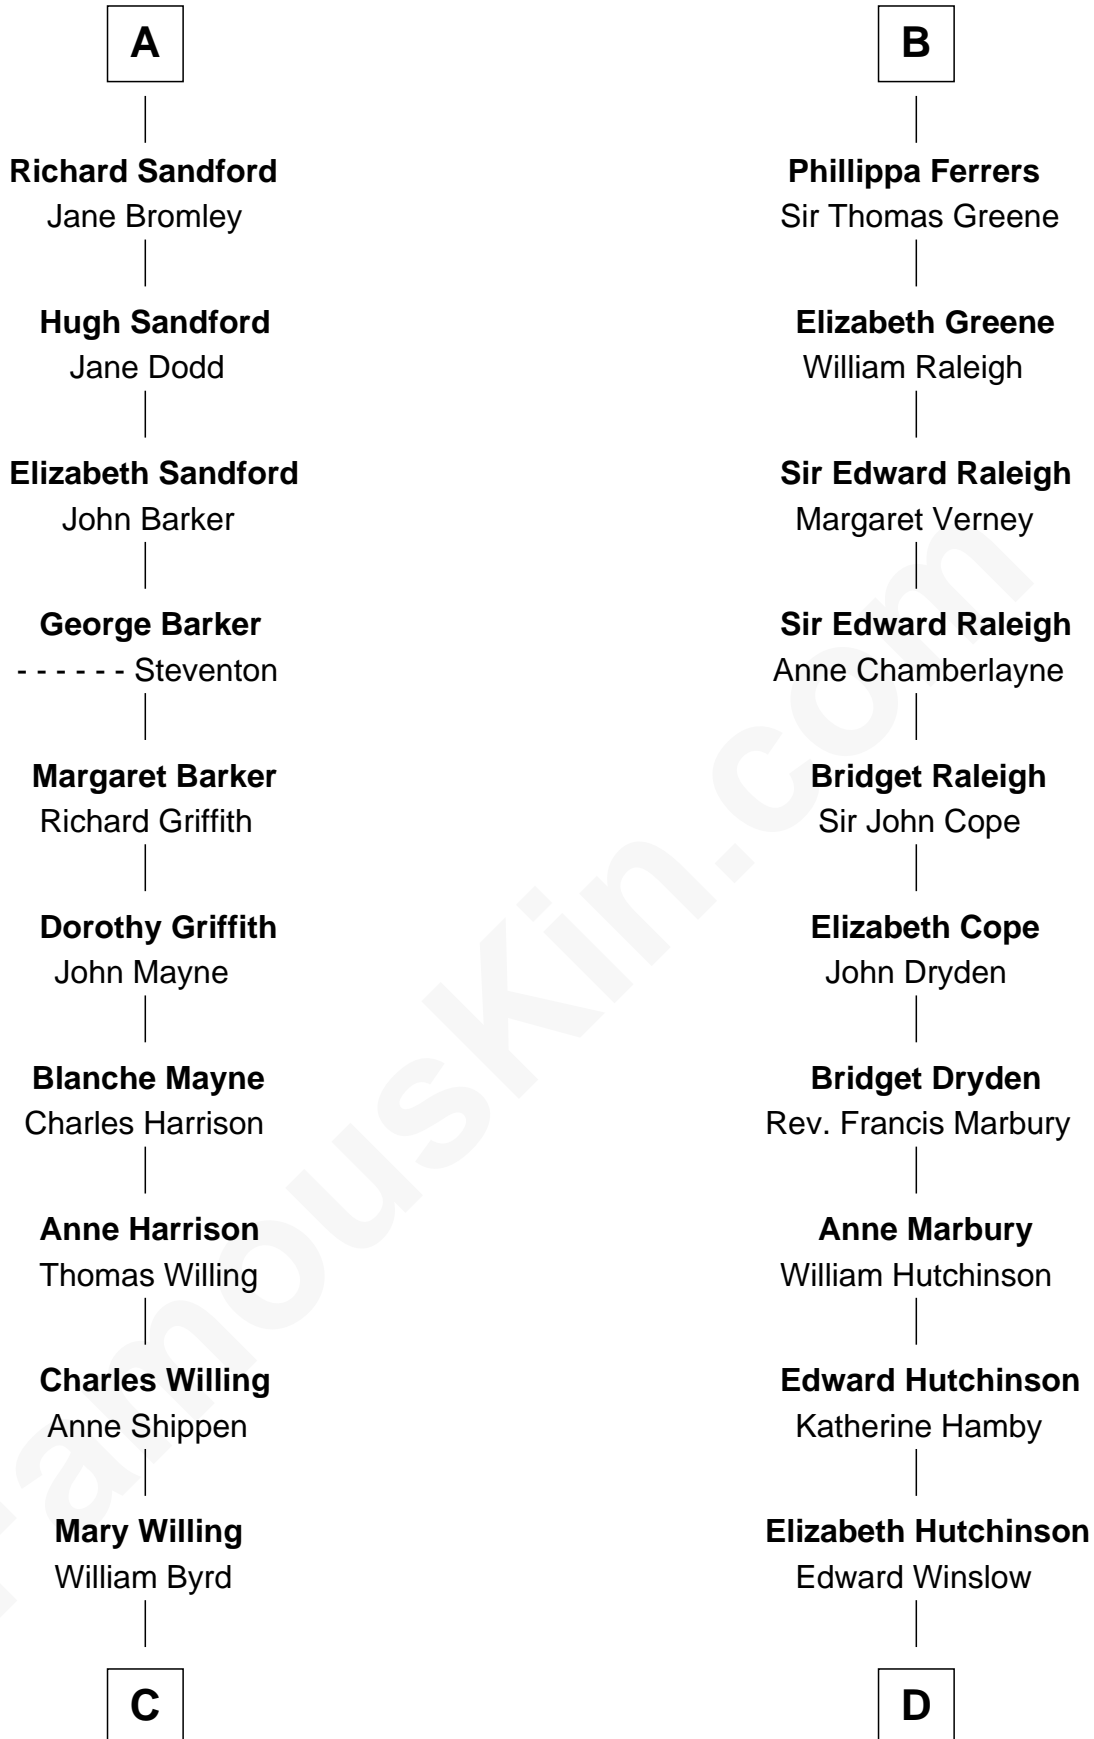 A
Richard Sandford
Jane Bromley
Hugh Sandford
Jane Dodd
Elizabeth Sandford
John Barker
George Barker
- - - - - - Steventon
Margaret Barker
Richard Griffith
Dorothy Griffith
John Mayne
Blanche Mayne
Charles Harrison
Anne Harrison
Thomas Willing
Charles Willing
Anne Shippen
Mary Willing
William Byrd
C
B
Phillippa Ferrers
Sir Thomas Greene
Elizabeth Greene
William Raleigh
Sir Edward Raleigh
Margaret Verney
Sir Edward Raleigh
Anne Chamberlayne
Bridget Raleigh
Sir John Cope
Elizabeth Cope
John Dryden
Bridget Dryden
Rev. Francis Marbury
Anne Marbury
William Hutchinson
Edward Hutchinson
Katherine Hamby
Elizabeth Hutchinson
Edward Winslow
D
FamousKin.com